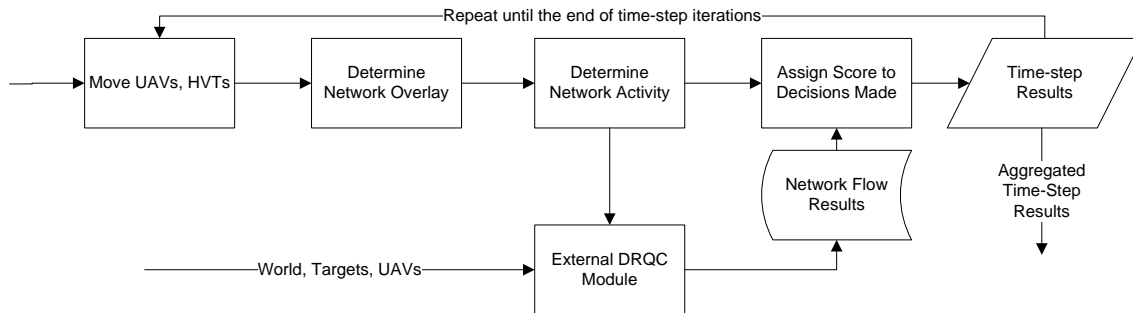 Repeat until the end of time-step iterations
Move UAVs, HVTs
Determine
Network Overlay
Determine
Network Activity
Assign Score to
Decisions Made
Time-step
Results
Network Flow
Results
Aggregated
Time-Step
Results
World, Targets, UAVs
External DRQC
Module